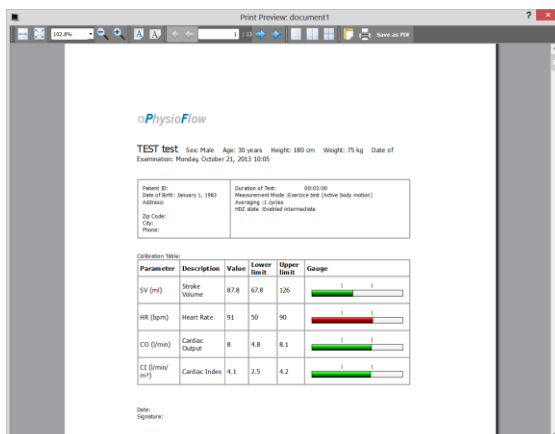 Print Preview: document1
?
×
102.8%
A
A
1 / 13
Save as PDF
PhysioFlow
TEST test Sex: Male Age: 30 years Height: 180 cm Weight: 75 kg Date of
Examination: Monday, October 21, 2013 10:05
Patient ID:
Date of Birth: January 1, 1983
Address:
Zip Code:
City:
Phone:
Duration of Test: 00:03:00
Measurement Mode :Exercice test (Active body motion)
Averaging :1 cycles
HDZ state :Enabled intermediate
Calibration Table:
Parameter Description Value Lower limit Upper limit Gauge
SV (ml) Stroke Volume 87.8 67.8 126
HR (bpm) Heart Rate 91 50 90
CO (l/min) Cardiac Output 8 4.8 8.1
CI (l/min/m²) Cardiac Index 4.1 2.5 4.2
Date:
Signature: